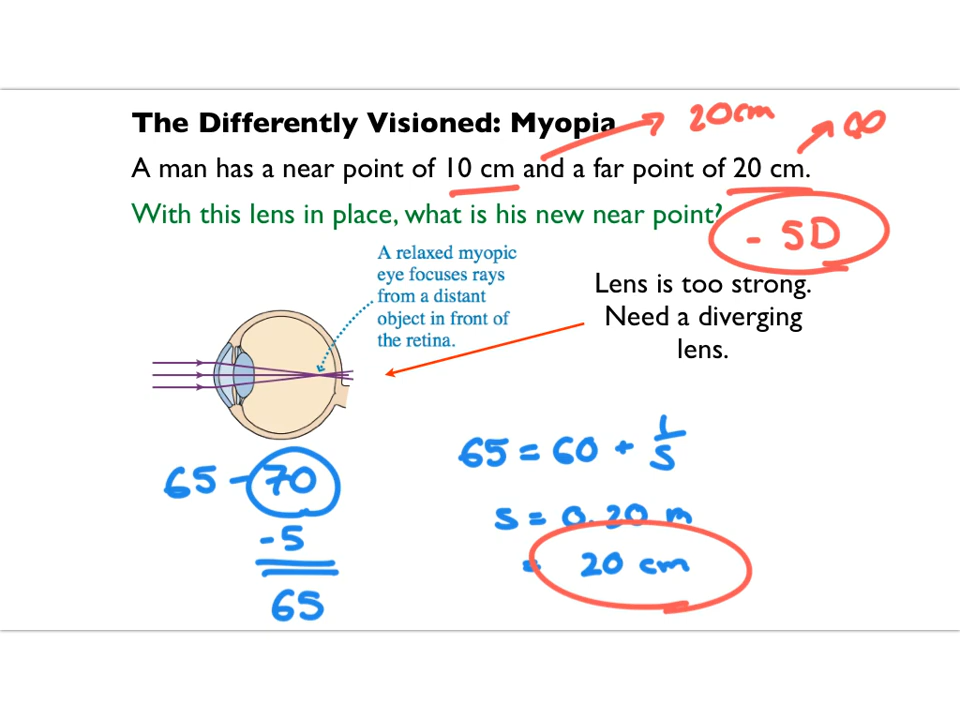 The Differently Visioned: Myopia
20cm
∞
A man has a near point of 10 cm and a far point of 20 cm.
With this lens in place, what is his new near point?
- 5D
A relaxed myopic
eye focuses rays
from a distant
object in front of
the retina.
Lens is too strong.
Need a diverging
lens.
65 - 70
- 5
65
65 = 60 + 1/s
s = 0.20 m
= 20 cm